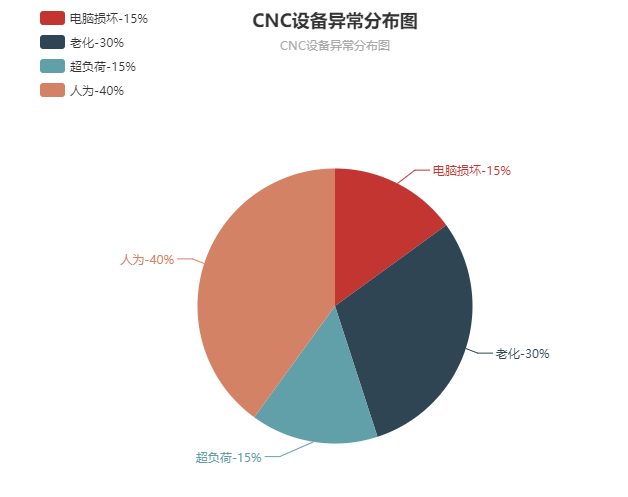 CNC设备异常分布图
CNC设备异常分布图
电脑损坏-15%
老化-30%
超负荷-15%
人为-40%
电脑损坏-15%
人为-40%
老化-30%
超负荷-15%